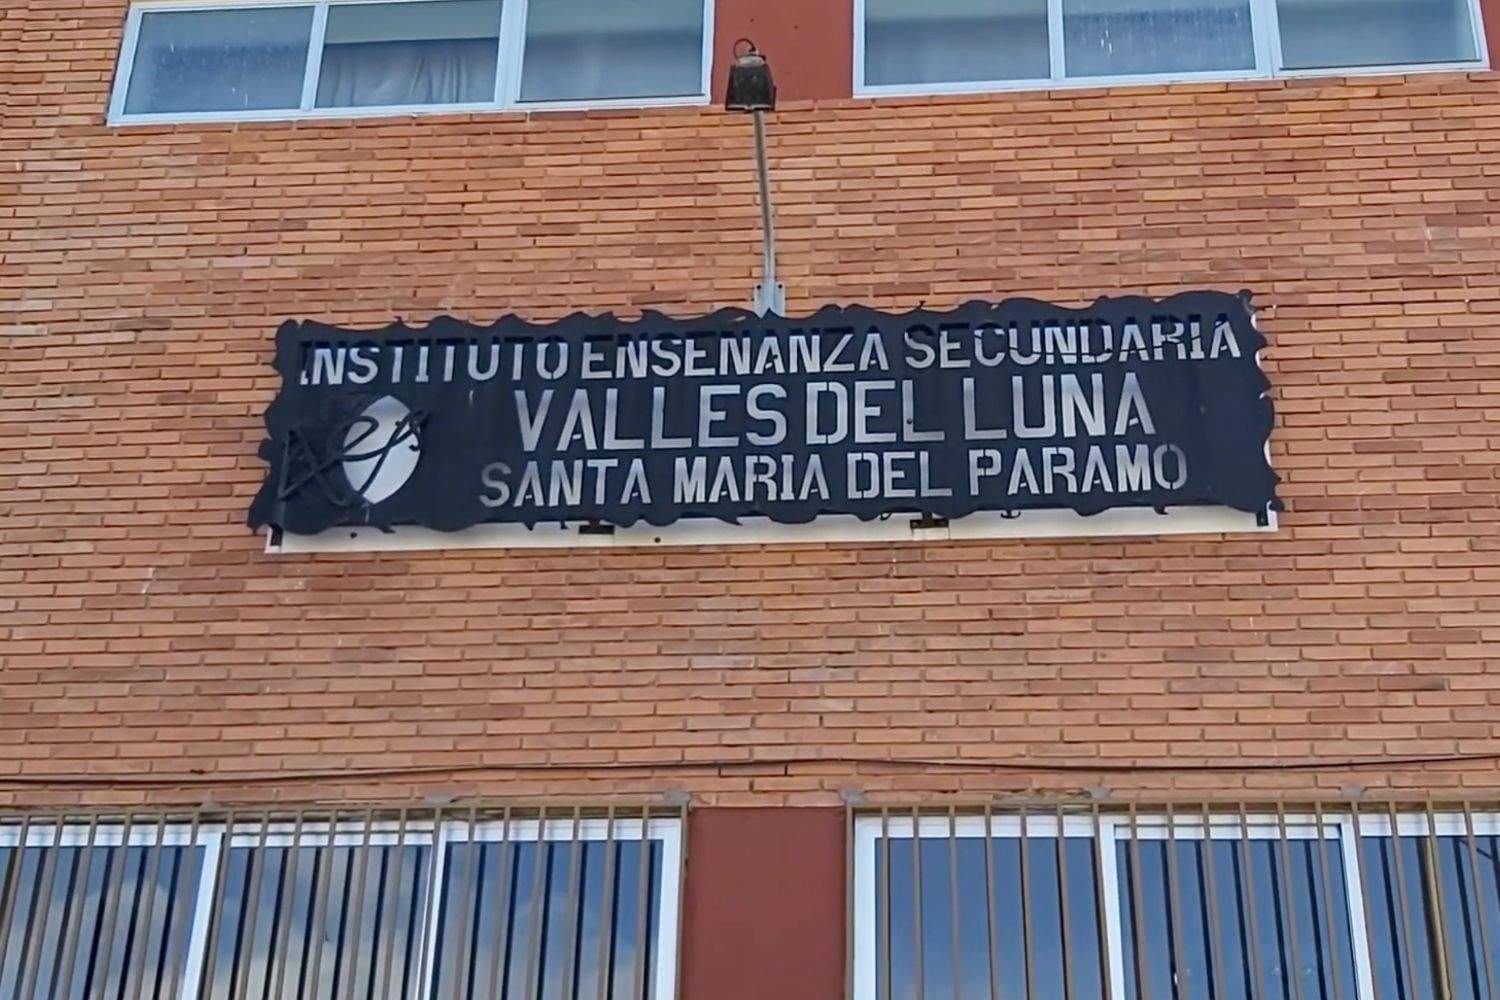 INSTITUTO ENSENANZA SECUNDARIA
VALLES DEL LUNA
SANTA MARIA DEL PARAMO